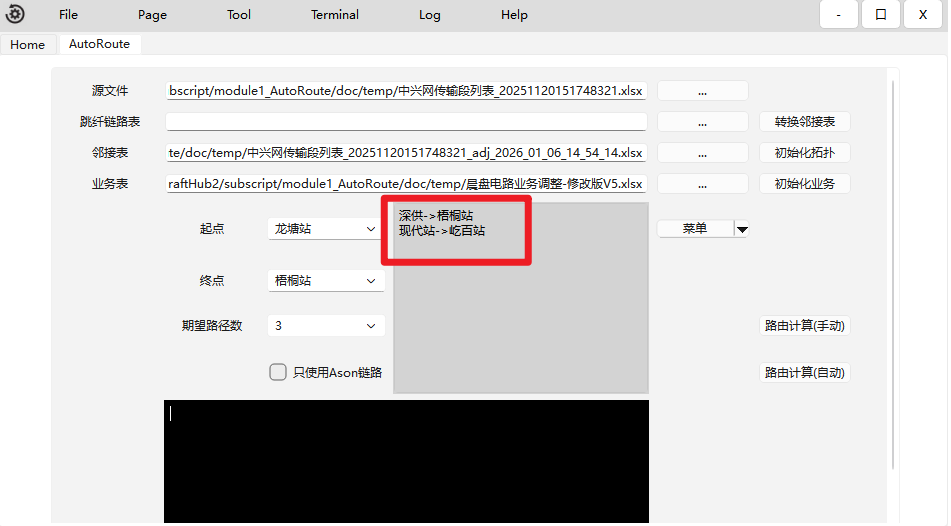 File Page Tool Terminal Log Help - 口 X
Home AutoRoute
源文件 bscript/module1_AutoRoute/doc/temp/中兴网传输段列表_20251120151748321.xlsx ...
跳纤链路表 ... 转换邻接表
邻接表 te/doc/temp/中兴网传输段列表_20251120151748321_adj_2026_01_06_14_54_14.xlsx ... 初始化拓扑
业务表 raftHub2/subscript/module1_AutoRoute/doc/temp/晨盘电路业务调整-修改版V5.xlsx ... 初始化业务
深供->梧桐站
起点 龙塘站 现代站->屹百站 菜单
终点 梧桐站
期望路径数 3 路由计算(手动)
只使用Ason链路 路由计算(自动)